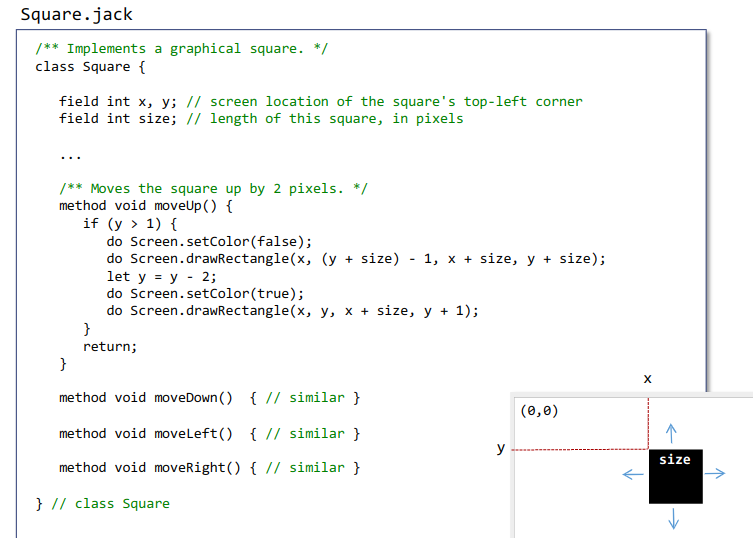 Square.jack
/** Implements a graphical square. */
class Square {
field int x, y; // screen location of the square's top-left corner
field int size; // length of this square, in pixels
...
/** Moves the square up by 2 pixels. */
method void moveUp() {
if (y > 1) {
do Screen.setColor(false);
do Screen.drawRectangle(x, (y + size) - 1, x + size, y + size);
let y = y - 2;
do Screen.setColor(true);
do Screen.drawRectangle(x, y, x + size, y + 1);
}
return;
}
method void moveDown() { // similar }
method void moveLeft() { // similar }
method void moveRight() { // similar }
} // class Square
x
(0,0)
y
size